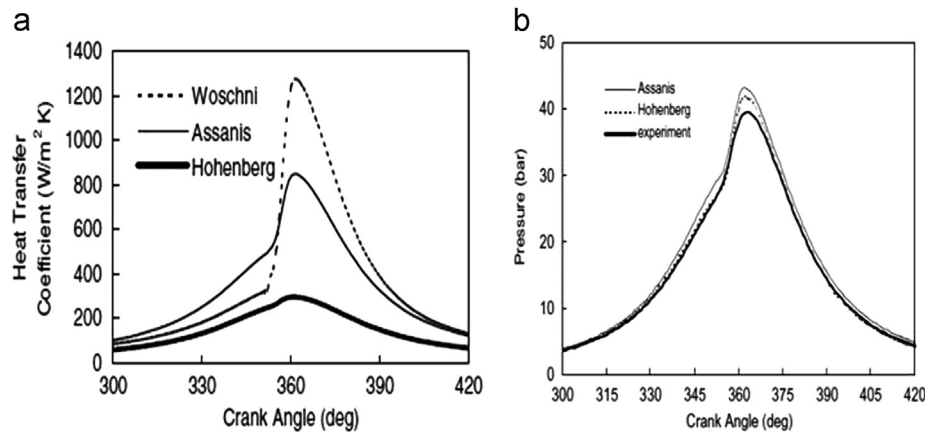 a
1400
1200
1000
800
600
400
200
0
Woschni
Assanis
Hohenberg
Heat Transfer
Coefficient (W/m² K)
300 330 360 390 420
Crank Angle (deg)
b
50
40
30
20
10
0
Assanis
Hohenberg
experiment
Pressure (bar)
300 315 330 345 360 375 390 405 420
Crank Angle (deg)